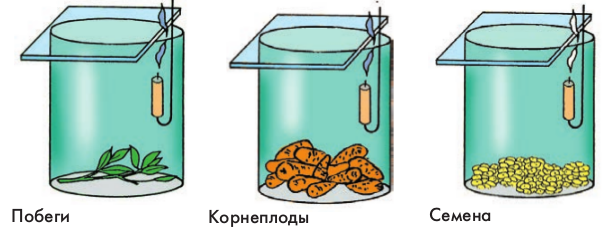 Побеги
Корнеплоды
Семена